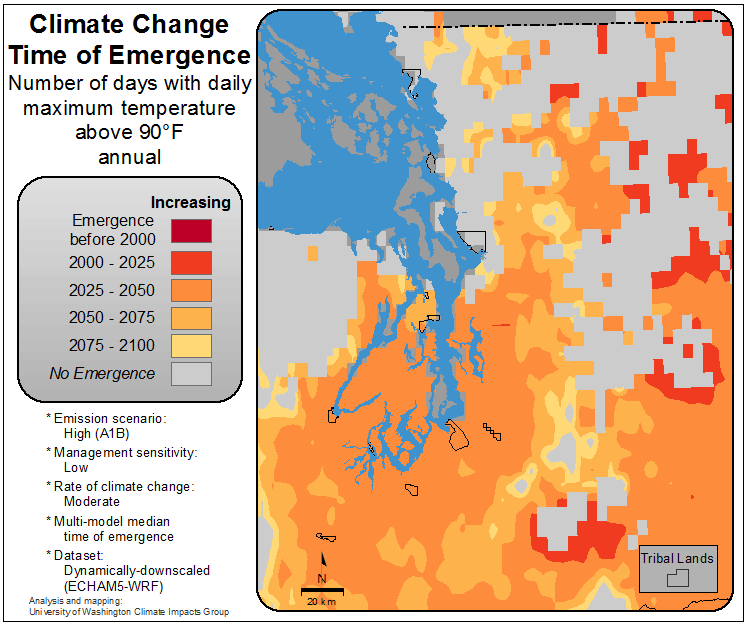 Climate Change
Time of Emergence
Number of days with daily
maximum temperature
above 90°F
annual
Increasing
Emergence
before 2000
2000 - 2025
2025 - 2050
2050 - 2075
2075 - 2100
No Emergence
* Emission scenario:
High (A1B)
* Management sensitivity:
Low
* Rate of climate change:
Moderate
* Multi-model median
time of emergence
* Dataset:
Dynamically-downscaled
(ECHAM5-WRF)
Analysis and mapping:
University of Washington Climate Impacts Group
N
20 km
Tribal Lands